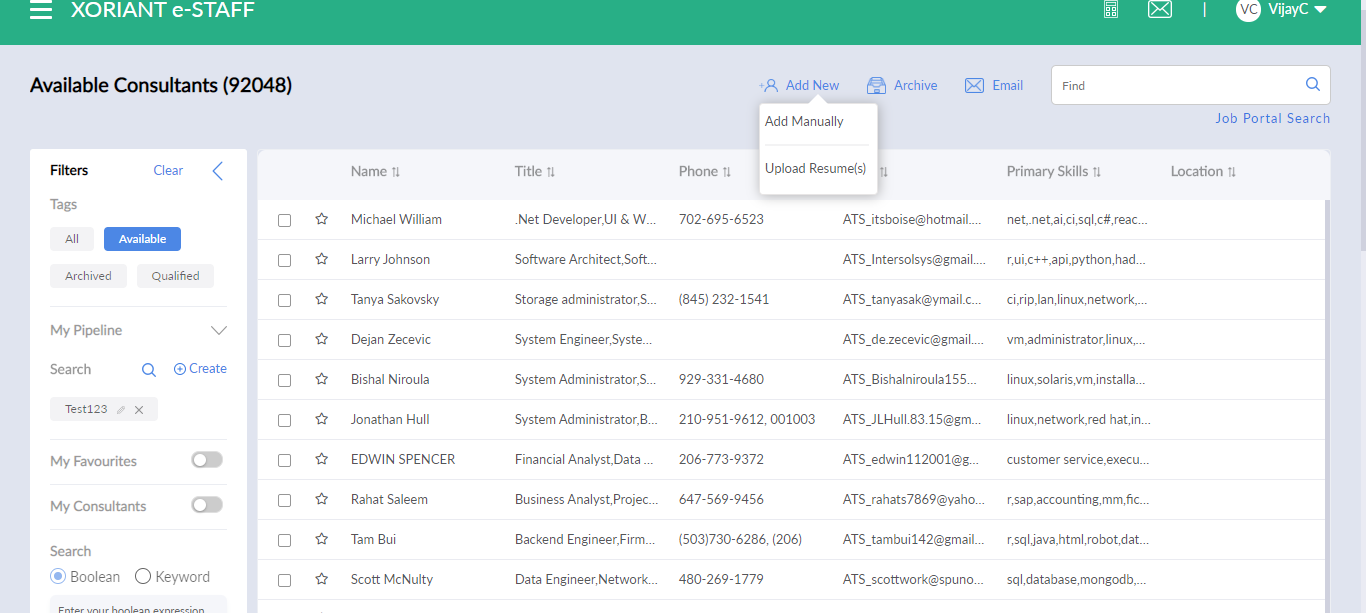 XORIANT e-STAFF
VC VijayC
Available Consultants (92048)
Add New Archive Email Find
Job Portal Search
Add Manually
Upload Resume(s)
Filters Clear
Tags
All Available
Archived Qualified
My Pipeline
Search Create
Test123
My Favourites
My Consultants
Search
Boolean Keyword
Enter your boolean expression
Name Title Phone Primary Skills Location
Michael William .Net Developer,UI & W... 702-695-6523 ATS_itsboise@hotmail.... net,.net,ai,ci,sql,c#,reac...
Larry Johnson Software Architect,Soft... ATS_Intersolsys@gmail.... r,ui,c++,api,python,had...
Tanya Sakovsky Storage administrator,S... (845) 232-1541 ATS_tanyasak@ymail.c... ci,rip,lan,linux,network,...
Dejan Zecevic System Engineer,Syste... ATS_de.zecevic@gmail.... vm,administrator,linux,...
Bishal Niroula System Administrator,S... 929-331-4680 ATS_Bishalniroula155... linux,solaris,vm,installa...
Jonathan Hull System Administrator,B... 210-951-9612, 001003 ATS_JLHull.83.15@gm... linux,network,red hat,in...
EDWIN SPENCER Financial Analyst,Data ... 206-773-9372 ATS_edwin112001@g... customer service,execu...
Rahat Saleem Business Analyst,Projec... 647-569-9456 ATS_rahats7869@yaho... r,sap,accounting,mm,fic...
Tam Bui Backend Engineer,Firm... (503)730-6286, (206) ATS_tambui142@gmail... r,sql,java,html,robot,dat...
Scott McNulty Data Engineer,Network... 480-269-1779 ATS_scottwork@spuno... sql,database,mongodb,...